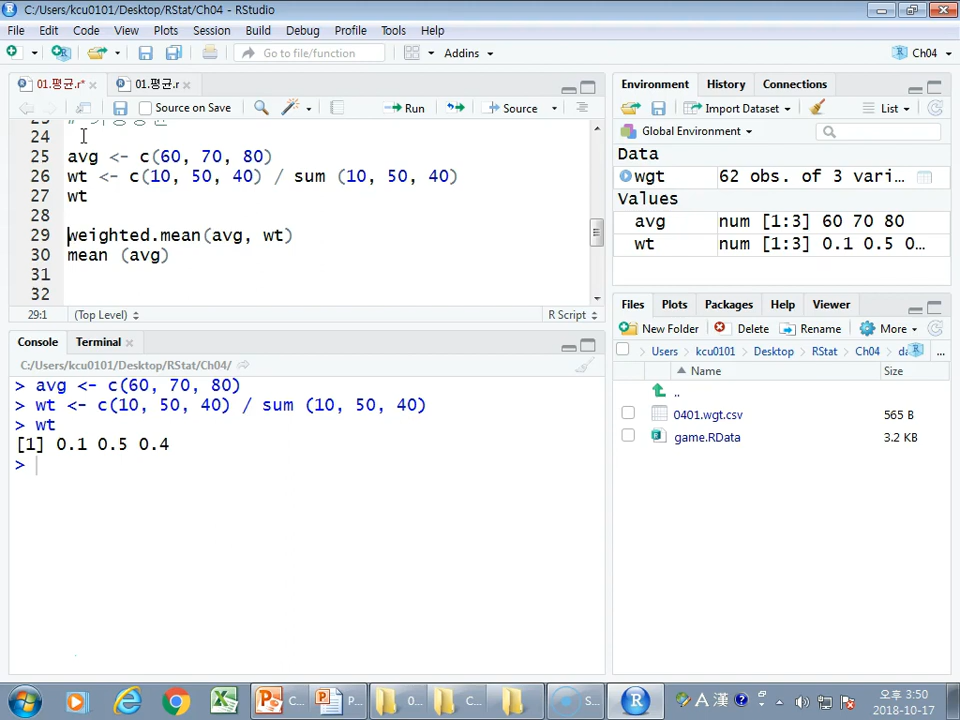 C:/Users/kcu0101/Desktop/RStat/Ch04 - RStudio
File Edit Code View Plots Session Build Debug Profile Tools Help
Go to file/function Addins Ch04
01.평균.r* × 01.평균.r ×
Source on Save Run Source
24
25 avg <- c(60, 70, 80)
26 wt <- c(10, 50, 40) / sum (10, 50, 40)
27 wt
28
29 weighted.mean(avg, wt)
30 mean (avg)
31
32
29:1 (Top Level) R Script
Console Terminal ×
C:/Users/kcu0101/Desktop/RStat/Ch04/
> avg <- c(60, 70, 80)
> wt <- c(10, 50, 40) / sum (10, 50, 40)
> wt
[1] 0.1 0.5 0.4
>
Environment History Connections
Import Dataset List
Global Environment
Data
wgt 62 obs. of 3 vari…
Values
avg num [1:3] 60 70 80
wt num [1:3] 0.1 0.5 0…
Files Plots Packages Help Viewer
New Folder Delete Rename More
Users kcu0101 Desktop RStat Ch04 ...
Name Size
..
0401.wgt.csv 565 B
game.RData 3.2 KB
C... P... 0... C... S...
A 漢
오후 3:50
2018-10-17